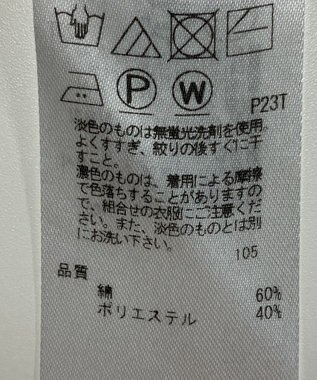 P W
P23T
淡色のものは無蛍光洗剤を使用。
よくすすぎ、絞りの後すぐに干
すこと。
濃色のものは、着用による摩擦
で色落ちすることがありますの
で、組合せの衣服にご注意くだ
さい。また、淡色のものとは別
にお洗い下さい。
105
品質
綿 60%
ポリエステル 40%